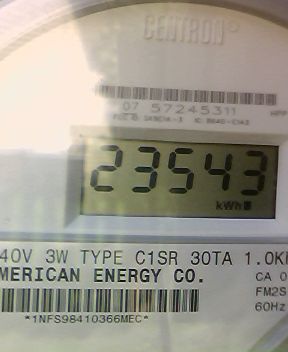 CENTRON®
07 57245311
23543
kWh
40V 3W TYPE C1SR 30TA 1.0K
MERICAN ENERGY CO.
CA 0
FM2S
60Hz
*1NFS98410366MEC*